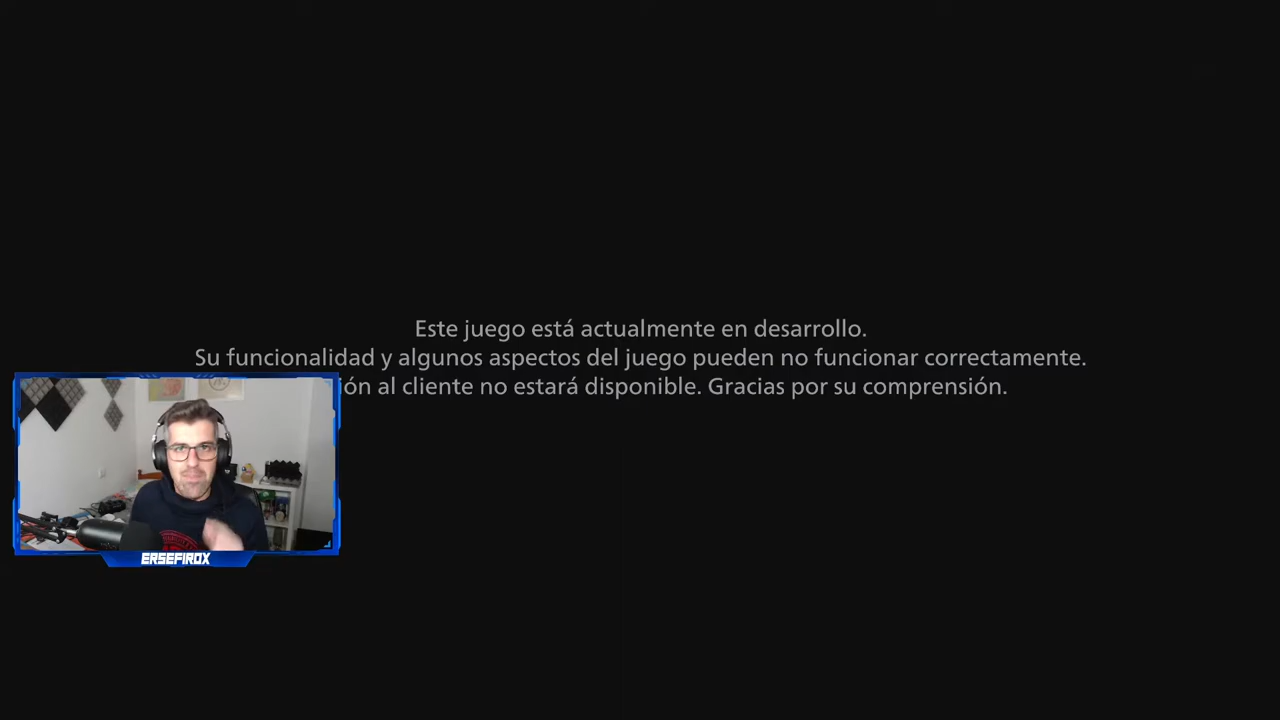 Este juego está actualmente en desarrollo.
Su funcionalidad y algunos aspectos del juego pueden no funcionar correctamente.
al cliente no estará disponible. Gracias por su comprensión.
ERSEFIROX